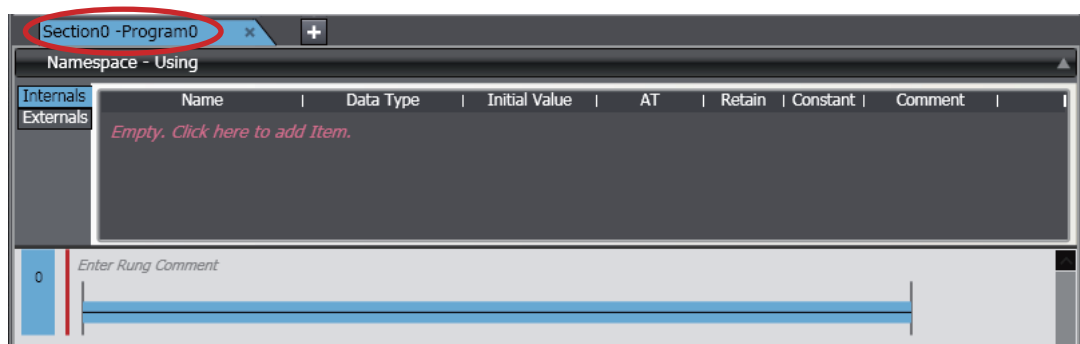 Section0 -Program0 × +
Namespace - Using
Internals
Externals
Name Data Type Initial Value AT Retain Constant Comment
Empty. Click here to add Item.
0
Enter Rung Comment